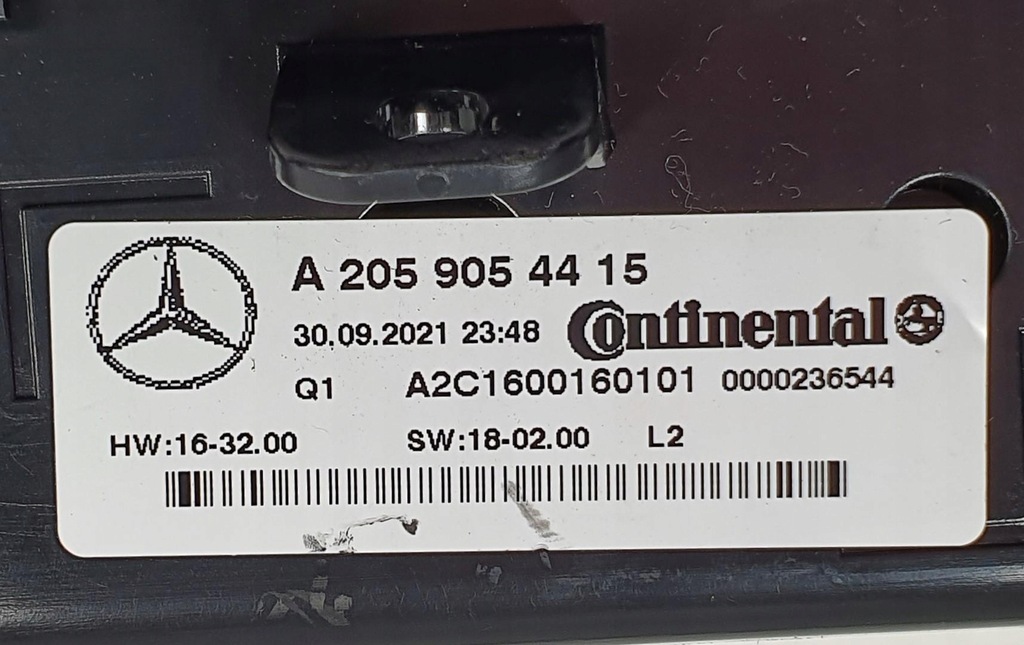 A 205 905 44 15
30.09.2021 23:48 Continental
Q1 A2C1600160101 0000236544
HW:16-32.00 SW:18-02.00 L2